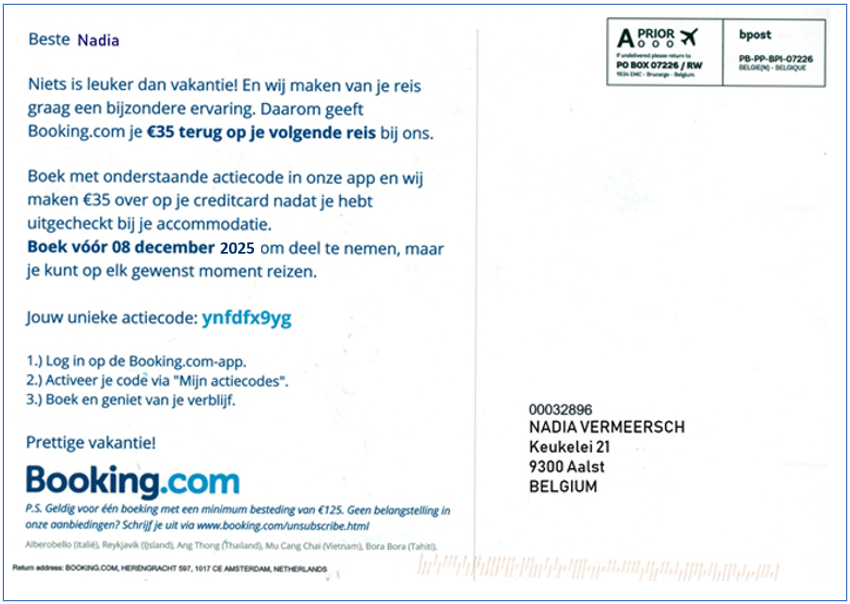 Beste Nadia
Niets is leuker dan vakantie! En wij maken van je reis
graag een bijzondere ervaring. Daarom geeft
Booking.com je €35 terug op je volgende reis bij ons.
Boek met onderstaande actiecode in onze app en wij
maken €35 over op je creditcard nadat je hebt
uitgecheckt bij je accommodatie.
Boek vóór 08 december 2025 om deel te nemen, maar
je kunt op elk gewenst moment reizen.
Jouw unieke actiecode: ynfdfx9yg
1.) Log in op de Booking.com-app.
2.) Activeer je code via "Mijn actiecodes".
3.) Boek en geniet van je verblijf.
Prettige vakantie!
Booking.com
P.S. Geldig voor één boeking met een minimum besteding van €125. Geen belangstelling in
onze aanbiedingen? Schrijf je uit via www.booking.com/unsubscribe.html
Alberobello (Italië), Reykjavik (IJsland), Ang Thong (Thailand), Mu Cang Chai (Vietnam), Bora Bora (Tahiti).
Return address: BOOKING.COM, HERENGRACHT 597, 1017 CE AMSTERDAM, NETHERLANDS
A PRIOR
If undelivered please return to
PO BOX 07226 / RW
1934 EMC - Brucargo - Belgium
bpost
PB-PP-BPI-07226
BELGIE(N) - BELGIQUE
00032896
NADIA VERMEERSCH
Keukelei 21
9300 Aalst
BELGIUM